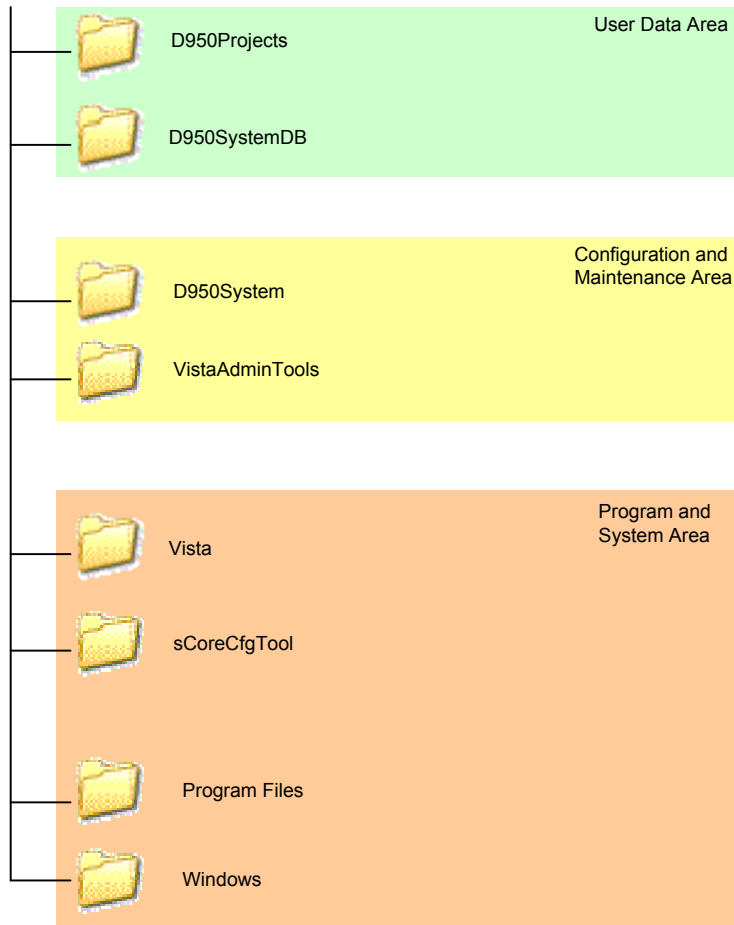 User Data Area
D950Projects
D950SystemDB
Configuration and
Maintenance Area
D950System
VistaAdminTools
Program and
System Area
Vista
sCoreCfgTool
Program Files
Windows